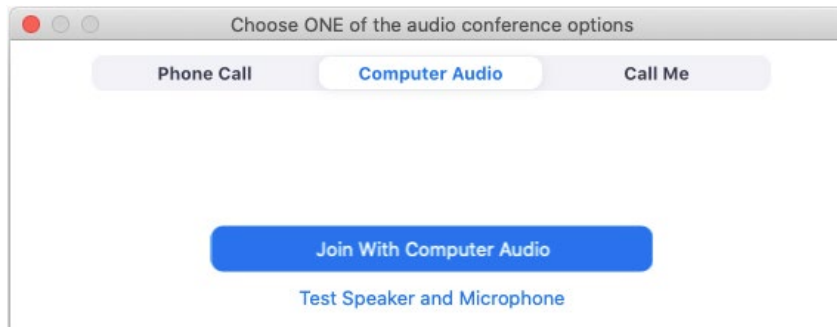 Choose ONE of the audio conference options
Phone Call Computer Audio Call Me
Join With Computer Audio
Test Speaker and Microphone